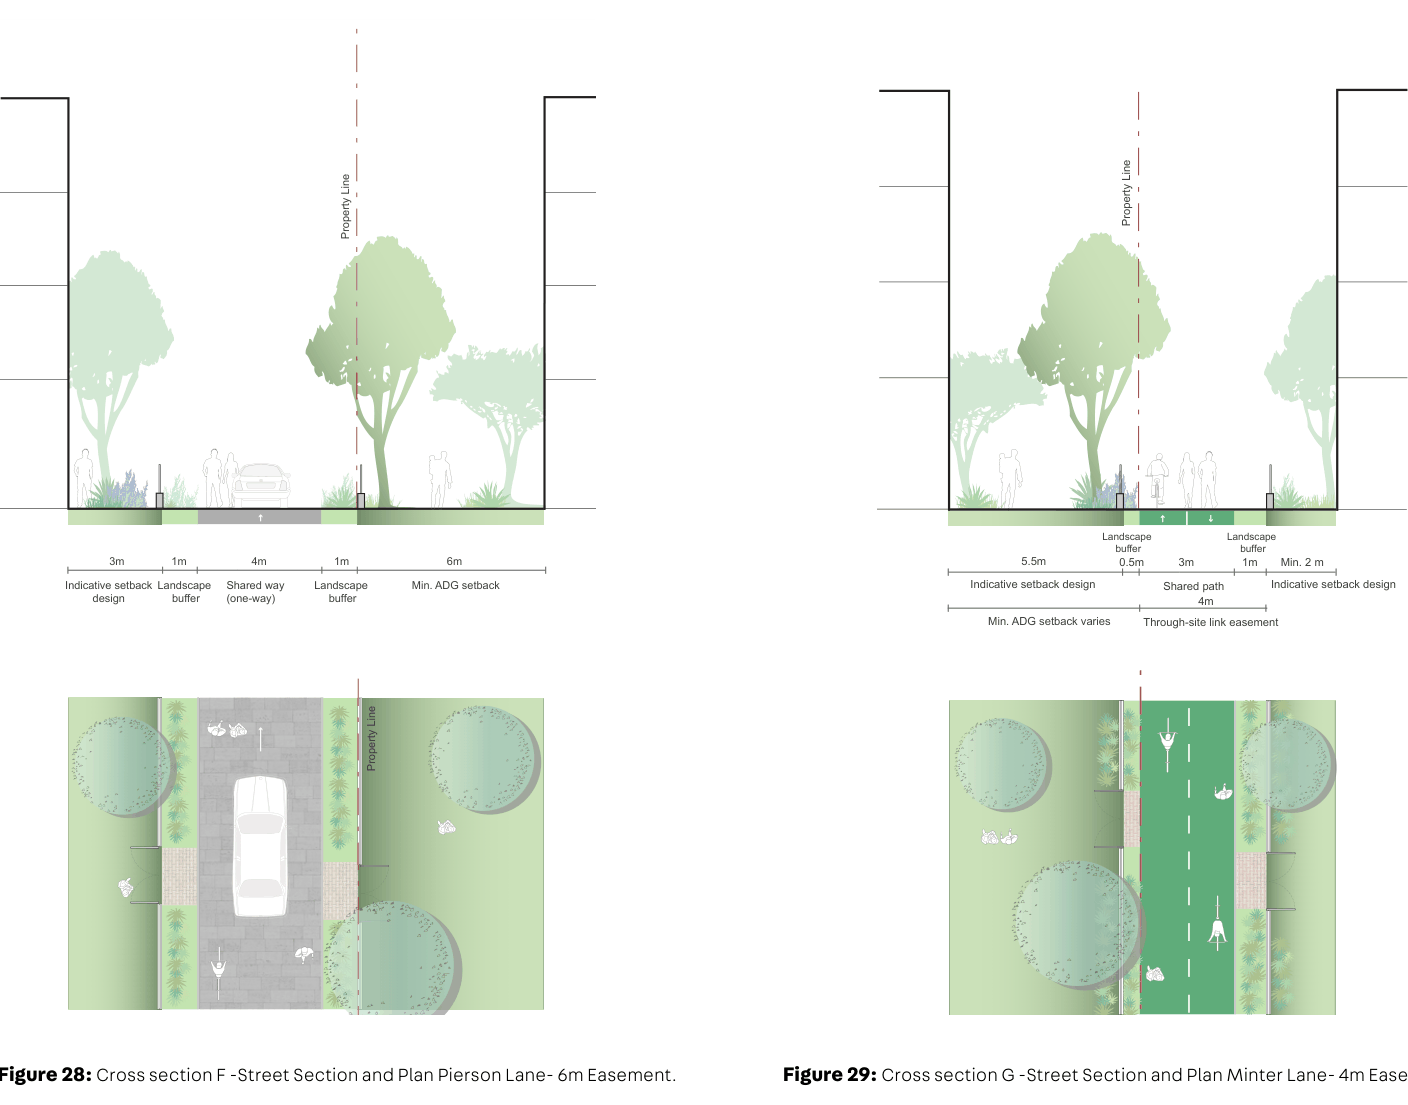 Property Line
3m
1m
4m
1m
6m
Indicative setback
design
Landscape
buffer
Shared way
(one-way)
Landscape
buffer
Min. ADG setback
Property Line
Figure 28: Cross section F -Street Section and Plan Pierson Lane- 6m Easement.
Property Line
Landscape
buffer
Landscape
buffer
5.5m
0.5m
3m
1m
Min. 2 m
Indicative setback design
Shared path
Indicative setback design
4m
Min. ADG setback varies
Through-site link easement
Figure 29: Cross section G -Street Section and Plan Minter Lane- 4m Ease